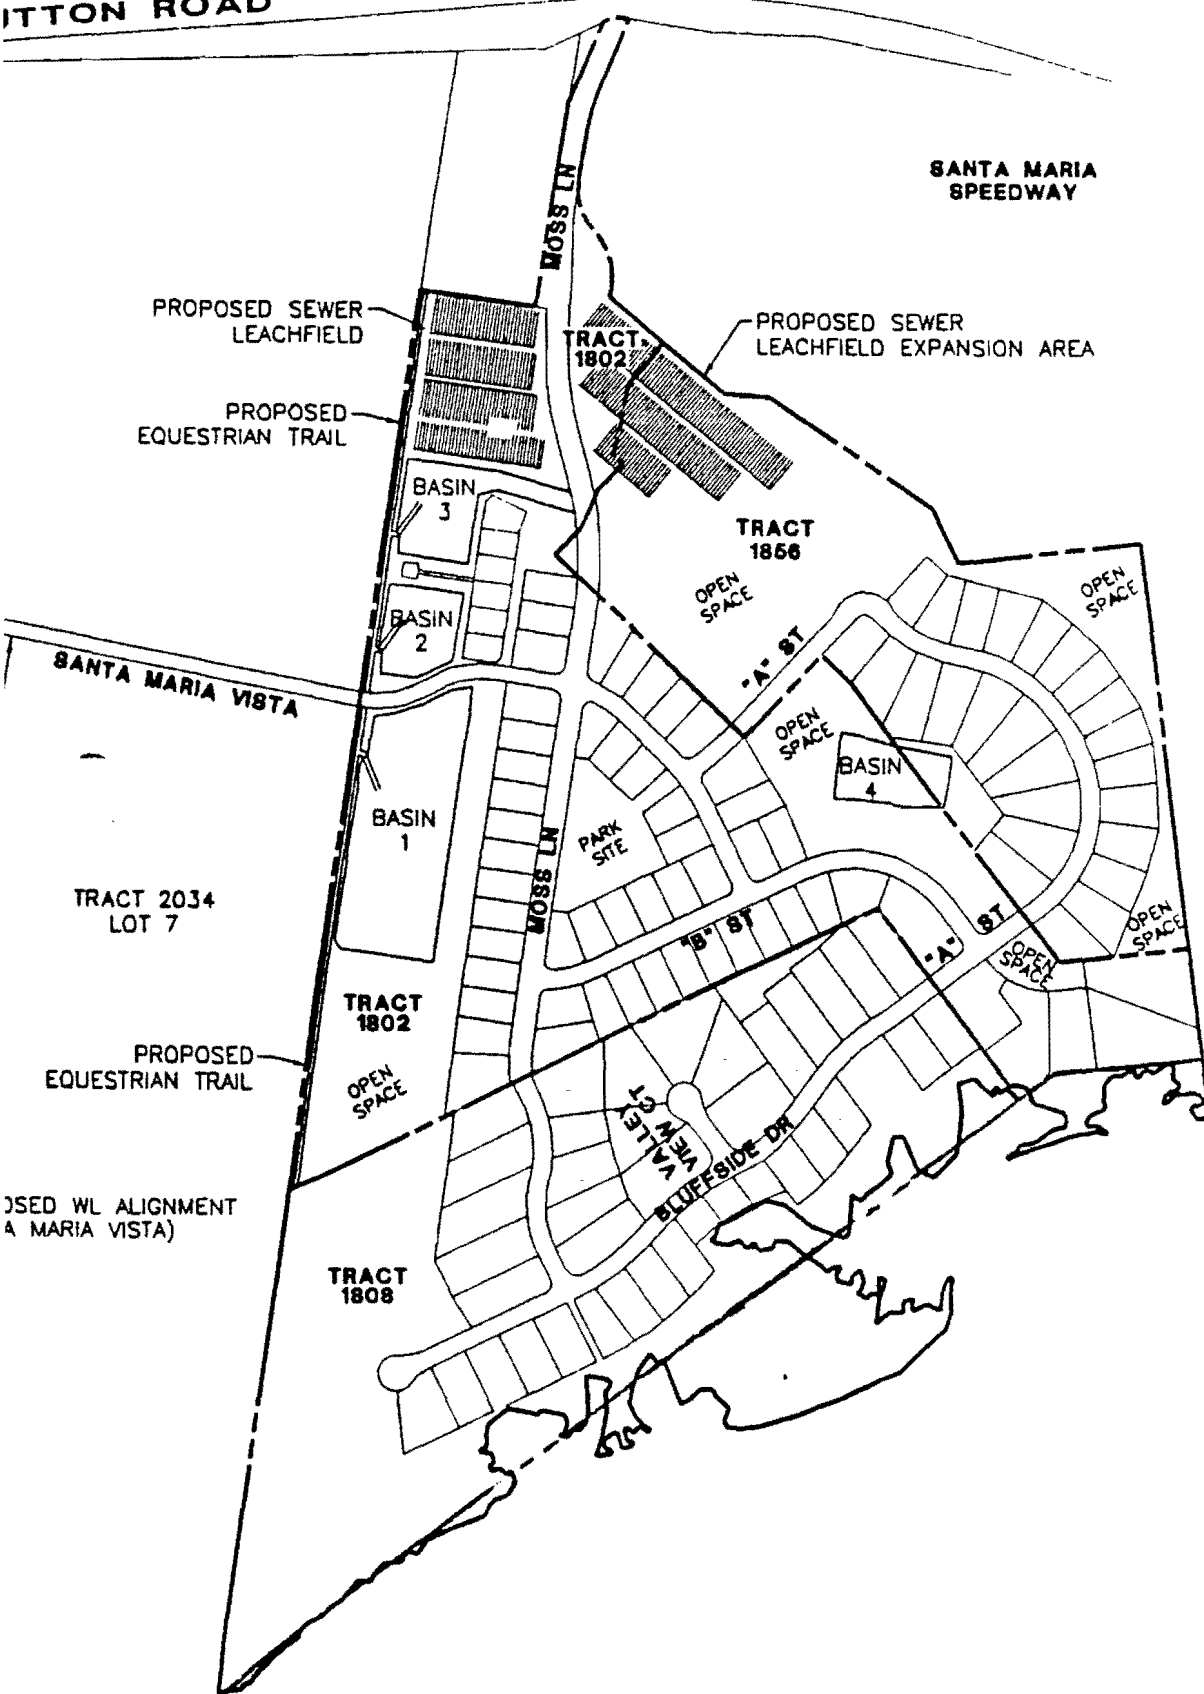 ITTON ROAD
SANTA MARIA
SPEEDWAY
MOSS LN
PROPOSED SEWER
LEACHFIELD
TRACT
1802
PROPOSED SEWER
LEACHFIELD EXPANSION AREA
PROPOSED
EQUESTRIAN TRAIL
BASIN
3
TRACT
1856
OPEN
SPACE
OPEN
SPACE
BASIN
2
SANTA MARIA VISTA
"A" ST
OPEN
SPACE
BASIN
4
BASIN
1
PARK
SITE
MOSS LN
TRACT 2034
LOT 7
"B" ST
"A" ST
OPEN
SPACE
OPEN
SPACE
TRACT
1802
PROPOSED
EQUESTRIAN TRAIL
OPEN
SPACE
VALLEY
VIEW CT
BLUFFSIDE DR
OSED WL ALIGNMENT
A MARIA VISTA)
TRACT
1808